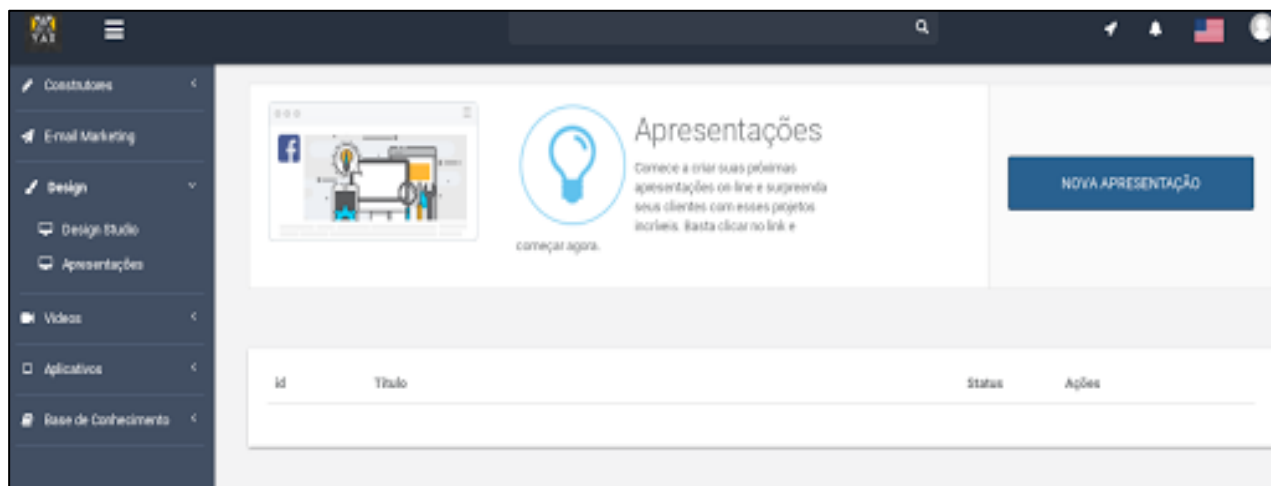 Construtores
E-mail Marketing
Design
Design Studio
Apresentações
Videos
Aplicativos
Base de Conhecimento
Apresentações
Comece a criar suas próximas
apresentações on-line e surpreenda
seus clientes com esses projetos
incríveis. Basta clicar no link e
começar agora.
NOVA APRESENTAÇÃO
id Título Status Ações